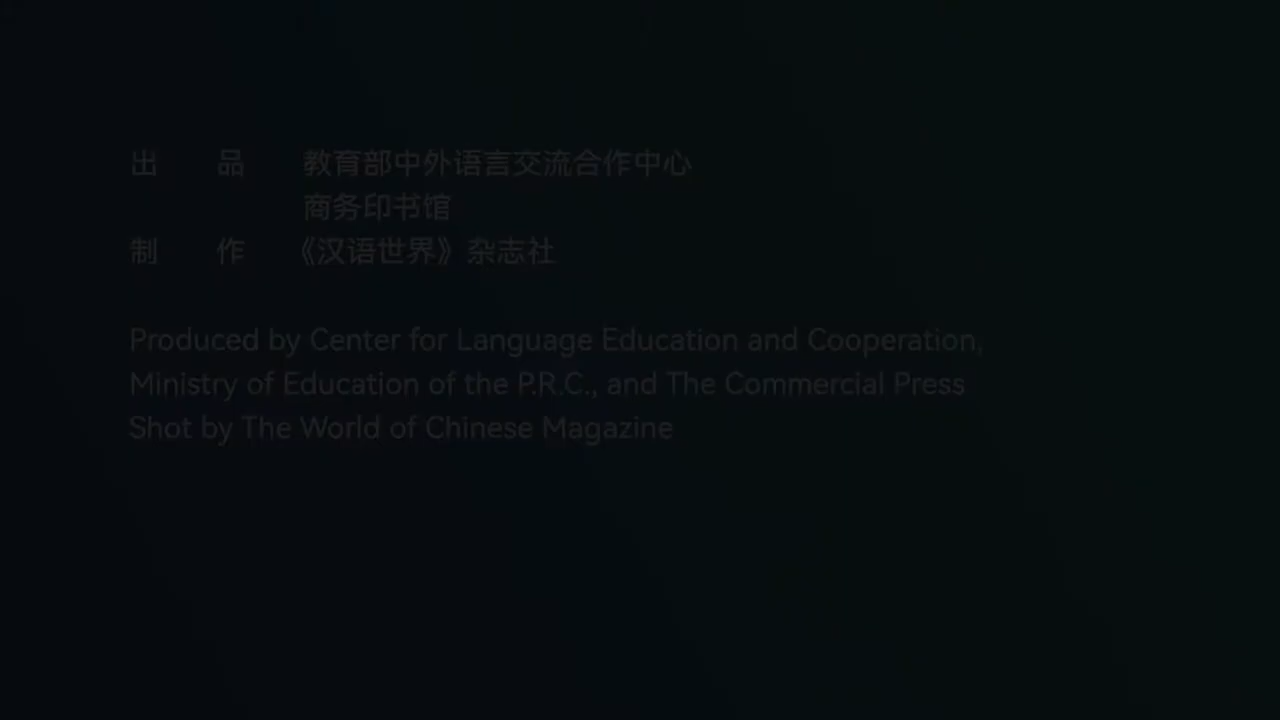 出 品 教育部中外语言交流合作中心
商务印书馆
制 作 《汉语世界》杂志社
Produced by Center for Language Education and Cooperation,
Ministry of Education of the P.R.C., and The Commercial Press
Shot by The World of Chinese Magazine